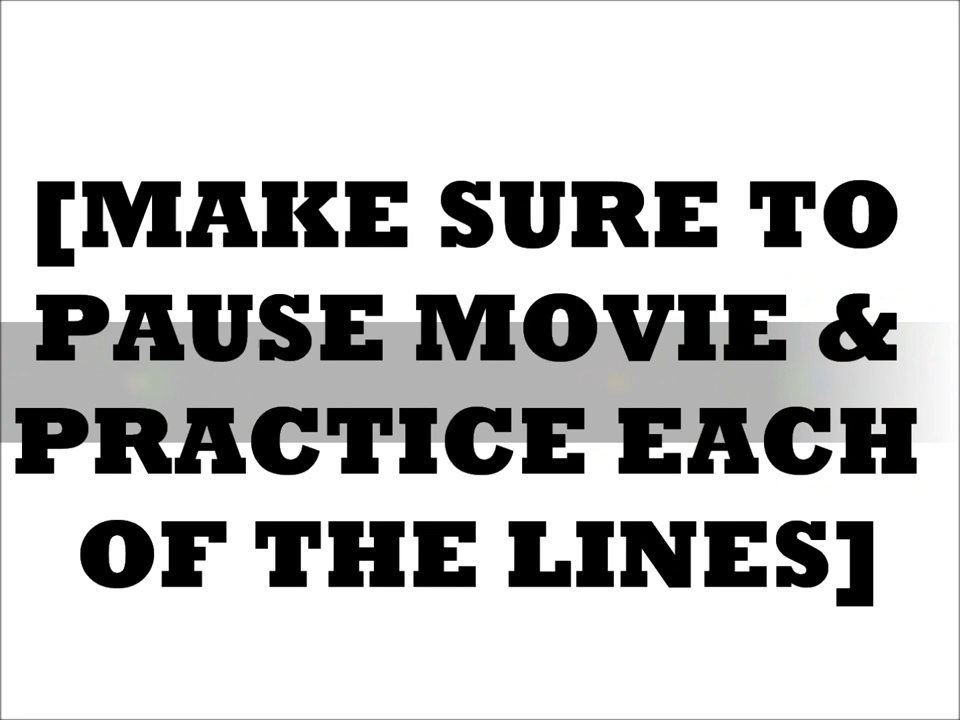 [MAKE SURE TO
PAUSE MOVIE &
PRACTICE EACH
OF THE LINES]